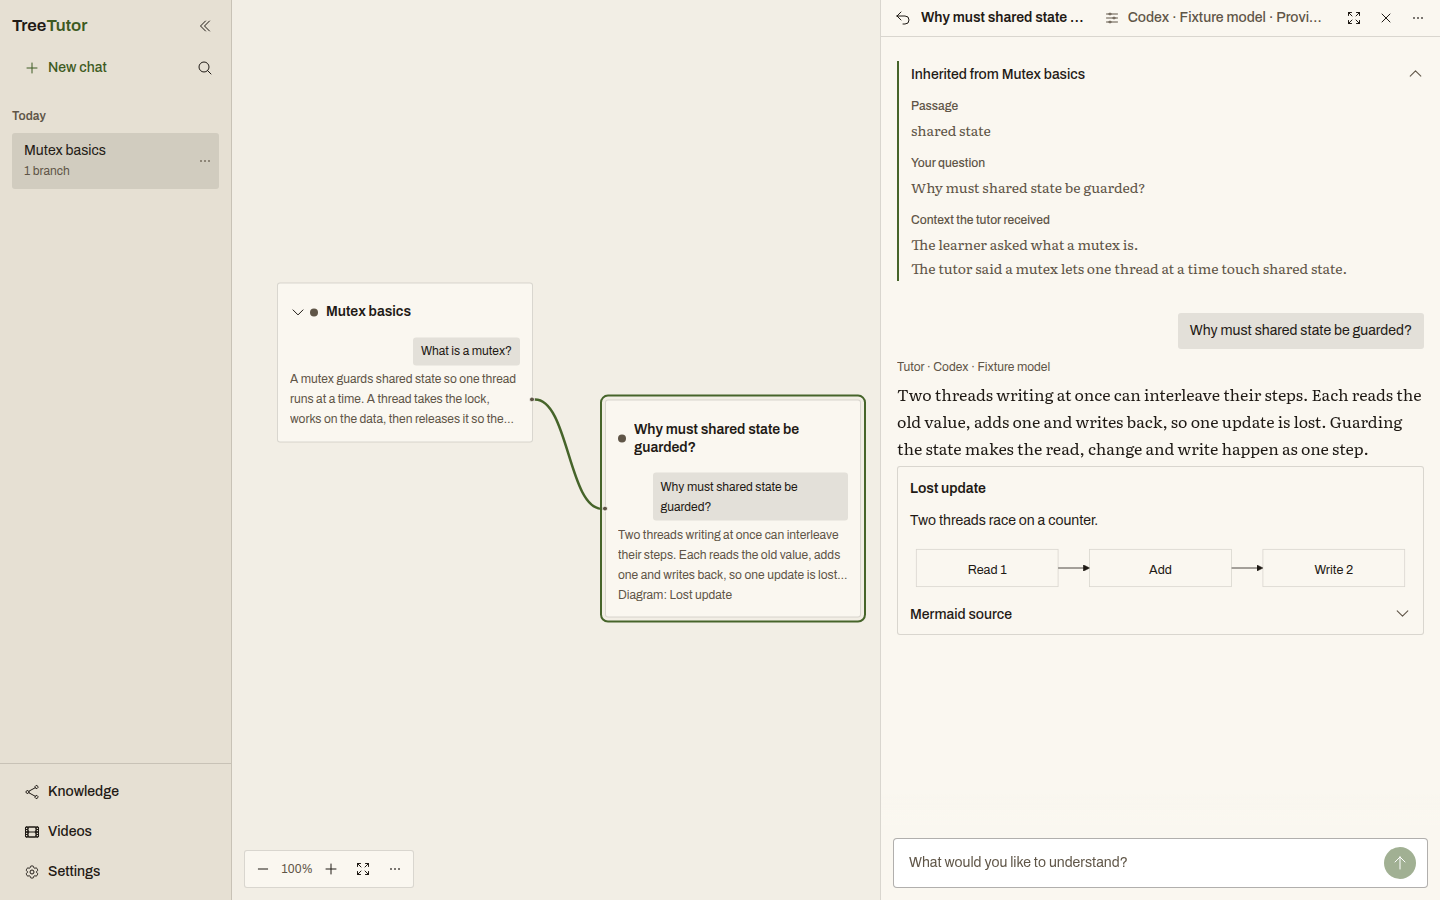 TreeTutor
New chat
Today
Mutex basics
1 branch
Knowledge
Videos
Settings
Mutex basics
What is a mutex?
A mutex guards shared state so one thread
runs at a time. A thread takes the lock,
works on the data, then releases it so the...
Why must shared state be
guarded?
Why must shared state be
guarded?
Two threads writing at once can interleave
their steps. Each reads the old value, adds
one and writes back, so one update is lost...
Diagram: Lost update
100%
Why must shared state ...
Codex · Fixture model · Provi...
Inherited from Mutex basics
Passage
shared state
Your question
Why must shared state be guarded?
Context the tutor received
The learner asked what a mutex is.
The tutor said a mutex lets one thread at a time touch shared state.
Why must shared state be guarded?
Tutor · Codex · Fixture model
Two threads writing at once can interleave their steps. Each reads the
old value, adds one and writes back, so one update is lost. Guarding
the state makes the read, change and write happen as one step.
Lost update
Two threads race on a counter.
Read 1
Add
Write 2
Mermaid source
What would you like to understand?